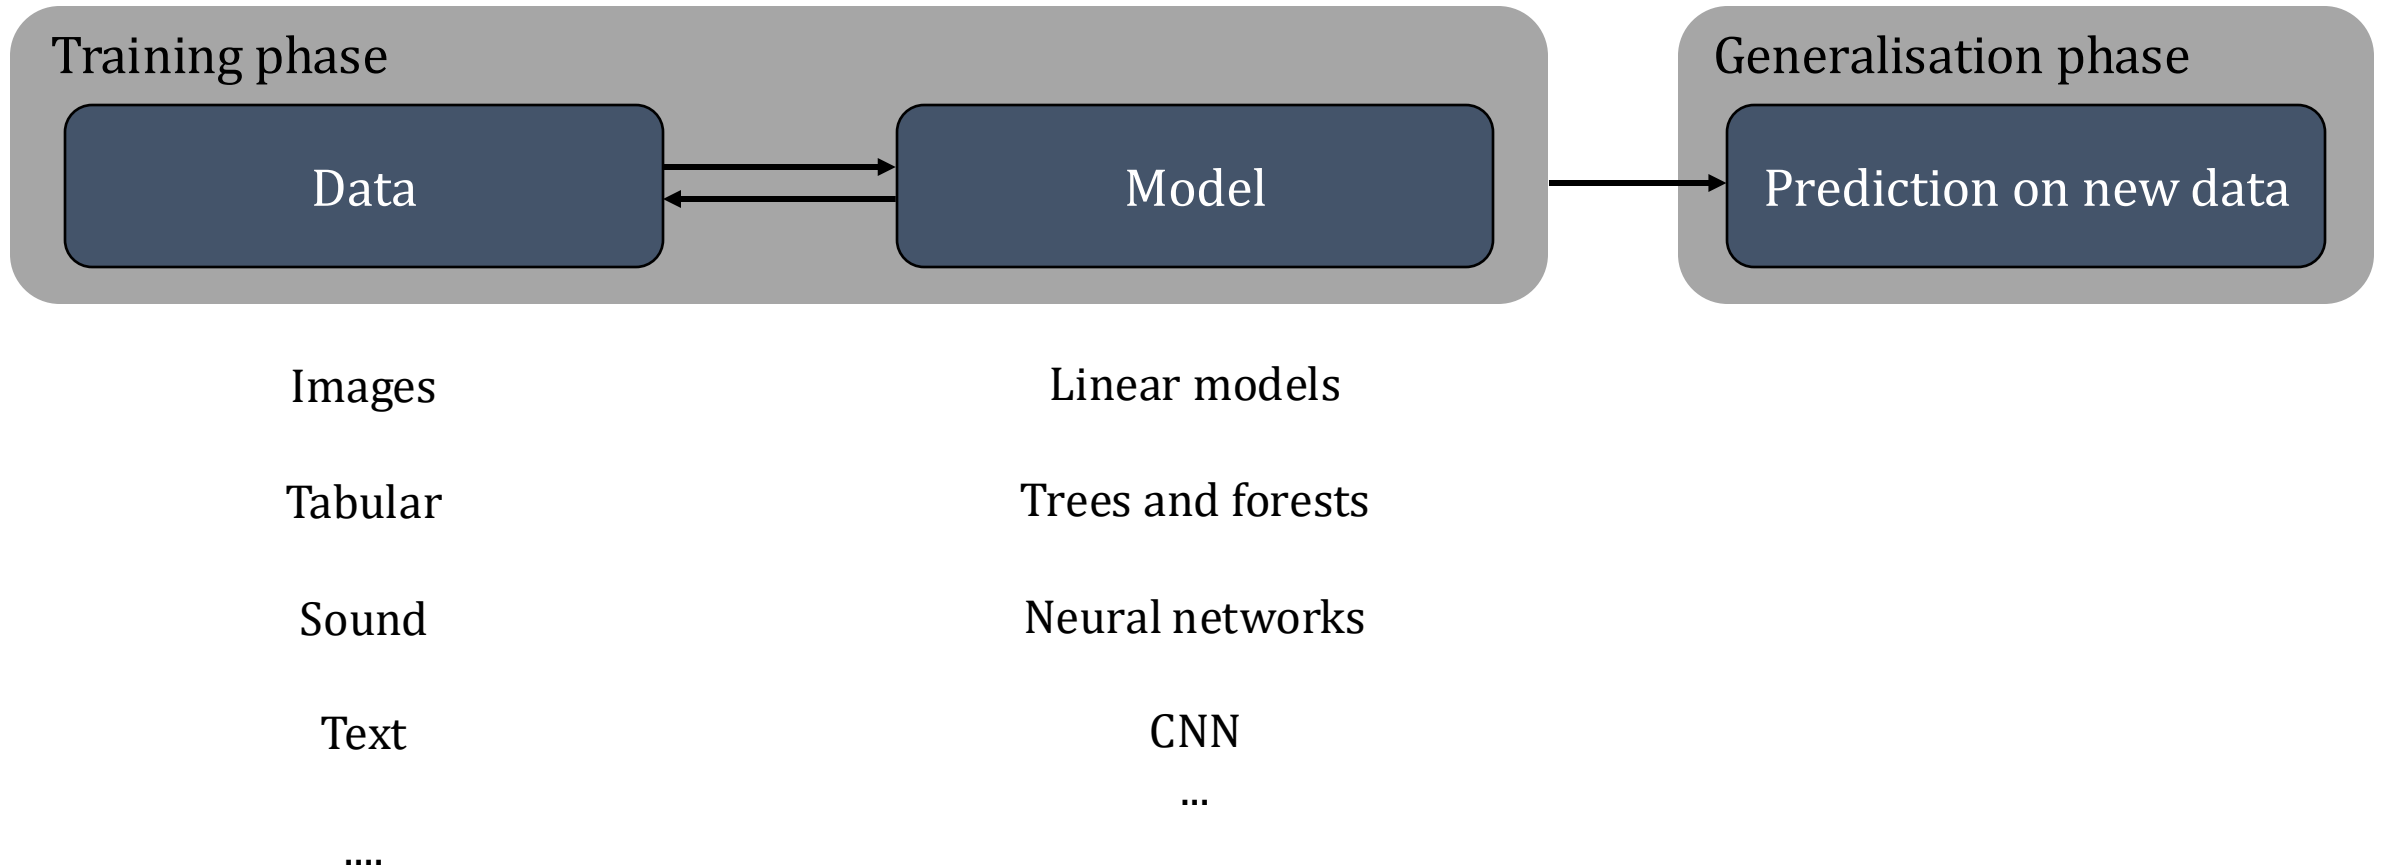 Training phase
Generalisation phase
Data
Model
Prediction on new data
Images
Linear models
Tabular
Trees and forests
Sound
Neural networks
Text
CNN
...
....